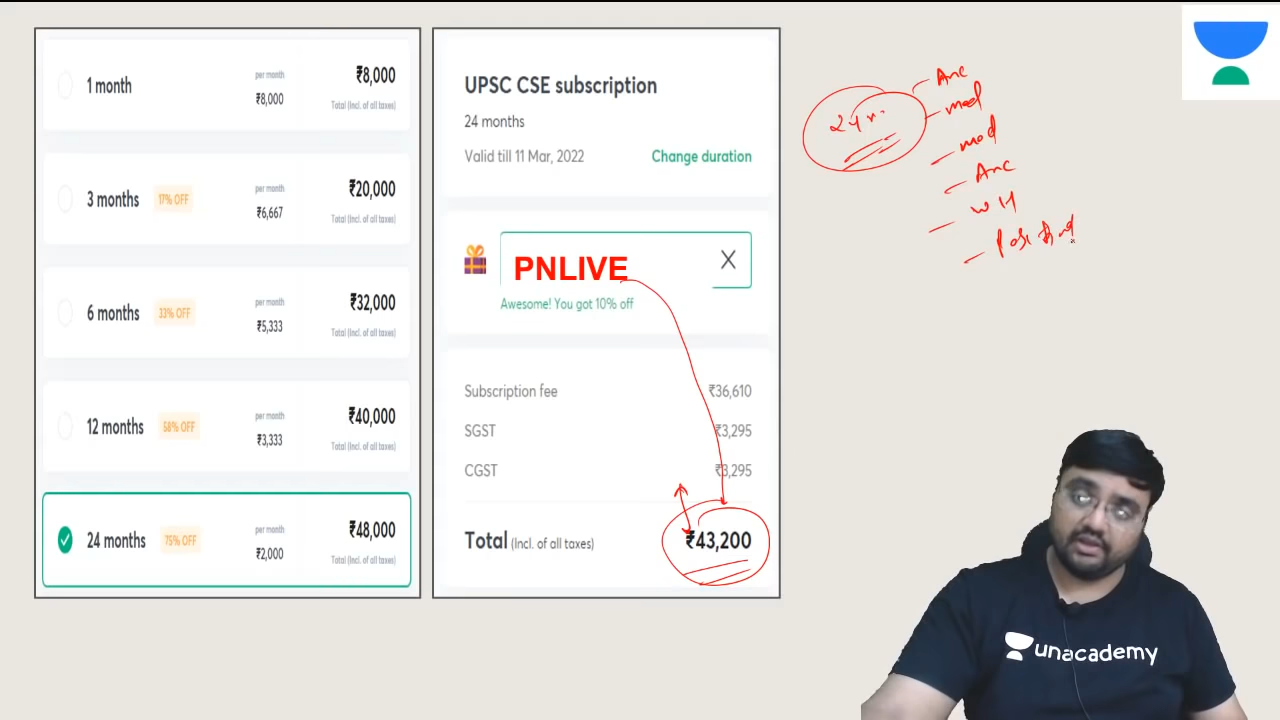 1 month
per month
₹8,000
₹8,000
Total (Incl. of all taxes)
3 months 17% OFF
per month
₹6,667
₹20,000
Total (Incl. of all taxes)
6 months 33% OFF
per month
₹5,333
₹32,000
Total (Incl. of all taxes)
12 months 58% OFF
per month
₹3,333
₹40,000
Total (Incl. of all taxes)
24 months 75% OFF
per month
₹2,000
₹48,000
Total (Incl. of all taxes)
UPSC CSE subscription
24 months
Valid till 11 Mar, 2022 Change duration
PNLIVE
Awesome! You got 10% off
Subscription fee ₹36,610
SGST ₹3,295
CGST ₹3,295
Total (Incl. of all taxes) ₹43,200
24
Anc
med
mod
Anc
WH
unacademy